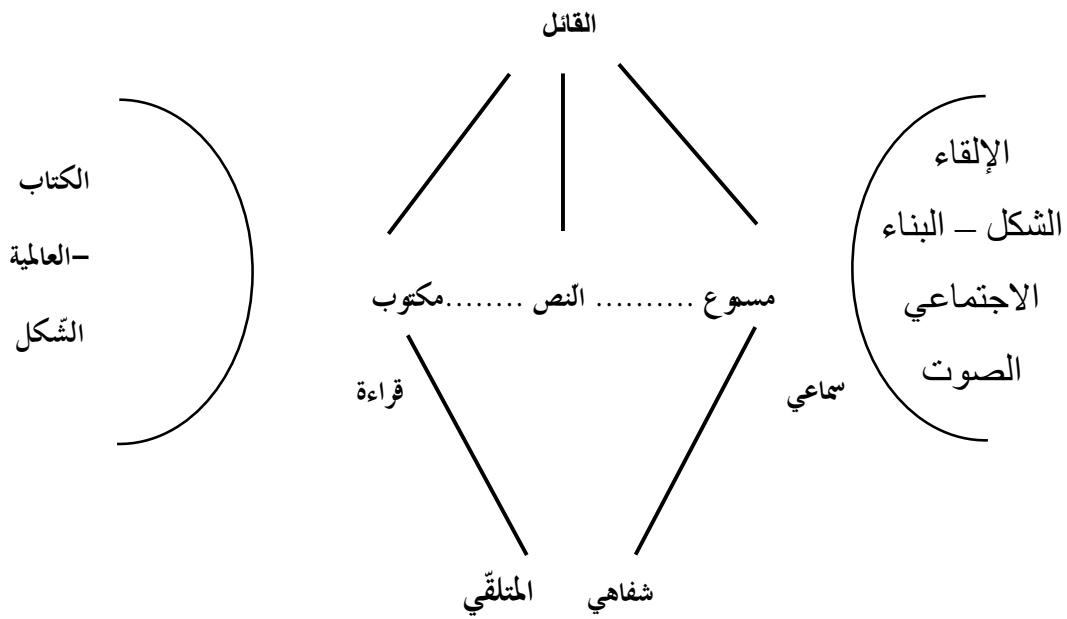 القائل
الإلقاء
الشكل – البناء
الاجتماعي
الصوت
الكتاب
–العالمية
الشّكل
مسموع .......... النص ........مكتوب
سماعي
قراءة
شفاهي
المتلقّي